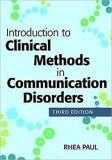 Introduction to
Clinical
Methods in
Communication
Disorders
THIRD EDITION
RHEA PAUL